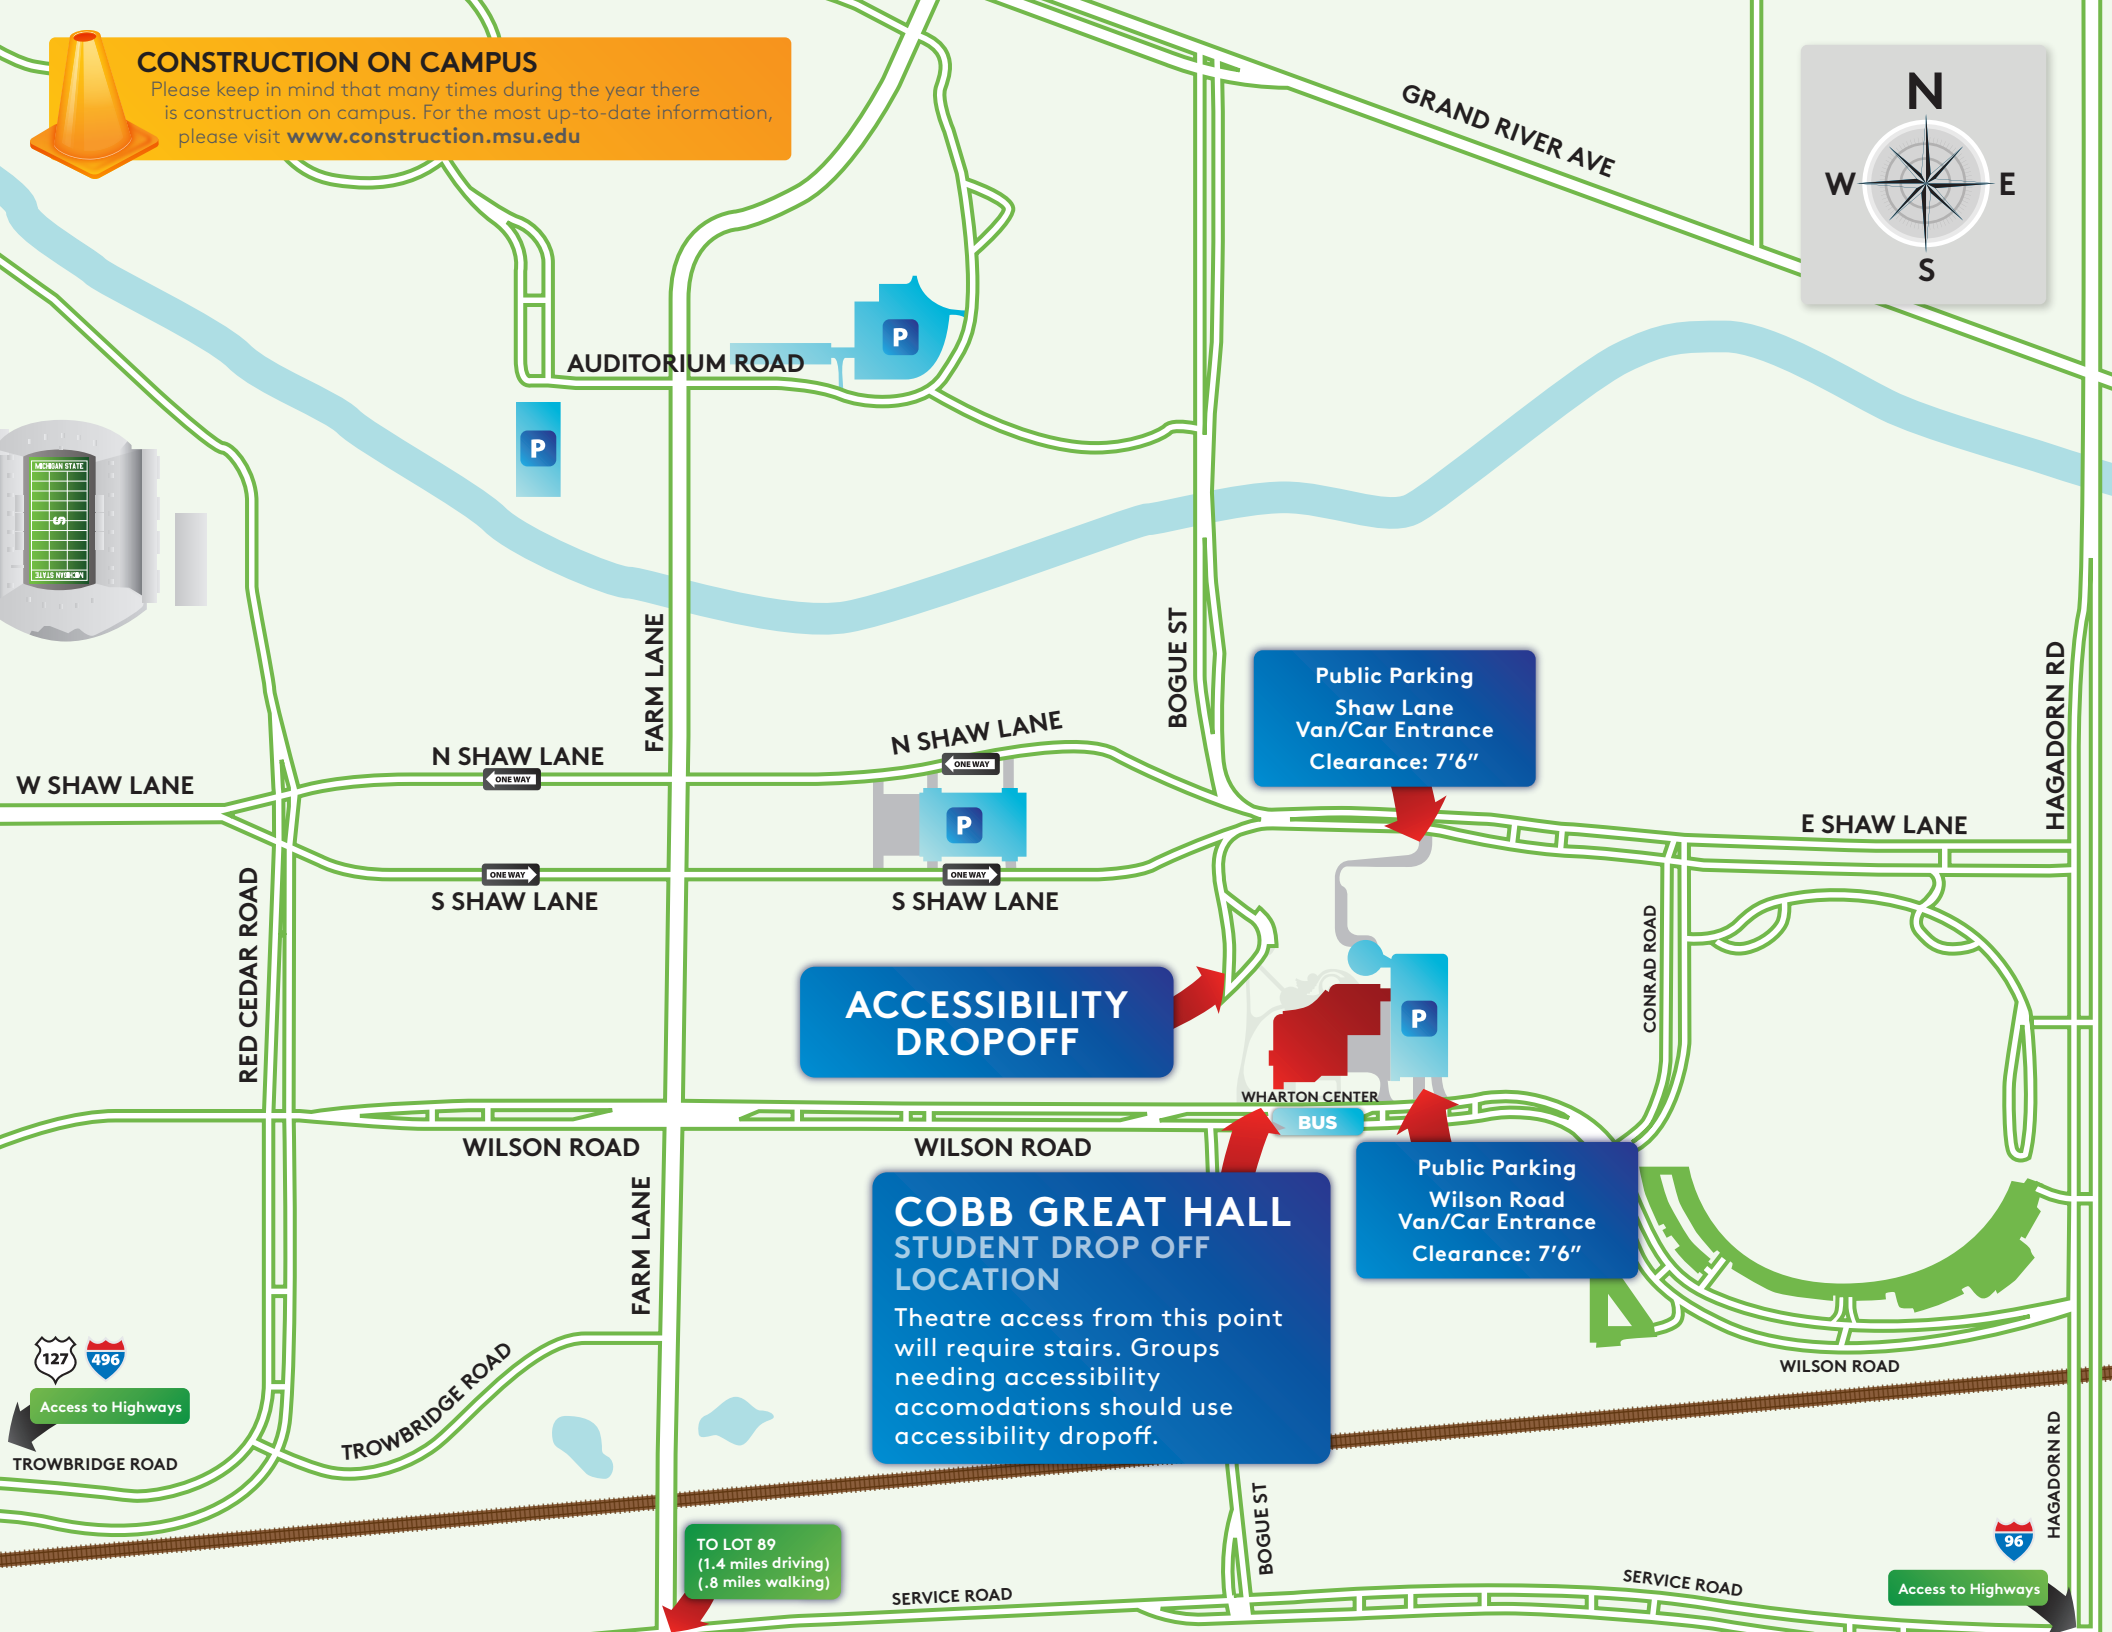 CONSTRUCTION ON CAMPUS
Please keep in mind that many times during the year there
is construction on campus. For the most up-to-date information,
please visit www.construction.msu.edu
GRAND RIVER AVE
N
W
E
S
P
AUDITORIUM ROAD
P
MICHIGAN STATE
S
MICHIGAN STATE
FARM LANE
BOGUE ST
HAGADORN RD
Public Parking
Shaw Lane
Van/Car Entrance
Clearance: 7'6”
N SHAW LANE
ONE WAY
N SHAW LANE
ONE WAY
W SHAW LANE
P
E SHAW LANE
ONE WAY
S SHAW LANE
ONE WAY
S SHAW LANE
RED CEDAR ROAD
CONRAD ROAD
ACCESSIBILITY
DROPOFF
P
WHARTON CENTER
BUS
WILSON ROAD
WILSON ROAD
FARM LANE
COBB GREAT HALL
STUDENT DROP OFF
LOCATION
Theatre access from this point
will require stairs. Groups
needing accessibility
accomodations should use
accessibility dropoff.
Public Parking
Wilson Road
Van/Car Entrance
Clearance: 7'6”
127
496
Access to Highways
TROWBRIDGE ROAD
TROWBRIDGE ROAD
WILSON ROAD
HAGADORN RD
BOGUE ST
TO LOT 89
(1.4 miles driving)
(.8 miles walking)
SERVICE ROAD
SERVICE ROAD
96
Access to Highways